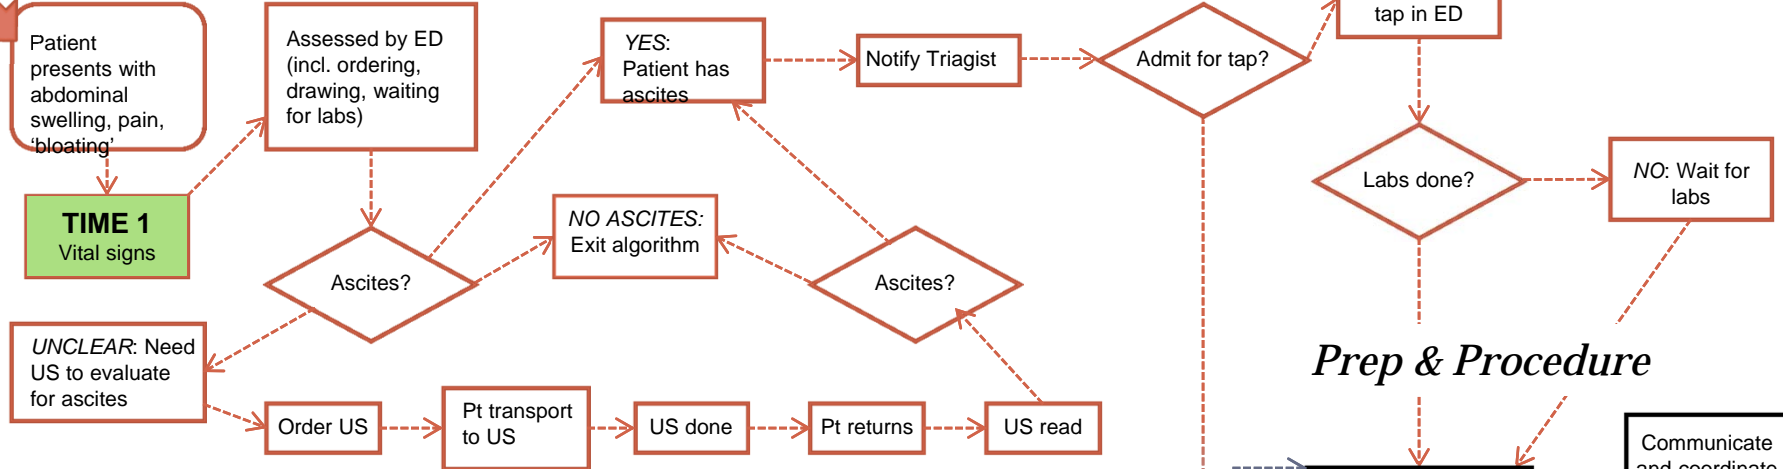 Patient
presents with
abdominal
swelling, pain,
‘bloating’
TIME 1
Vital signs
Assessed by ED
(incl. ordering,
drawing, waiting
for labs)
Ascites?
UNCLEAR: Need
US to evaluate
for ascites
Order US
Pt transport
to US
US done
Pt returns
US read
Ascites?
NO ASCITES:
Exit algorithm
YES:
Patient has
ascites
Notify Triagist
Admit for tap?
tap in ED
Labs done?
NO: Wait for
labs
Prep & Procedure
Communicate
and coordinate